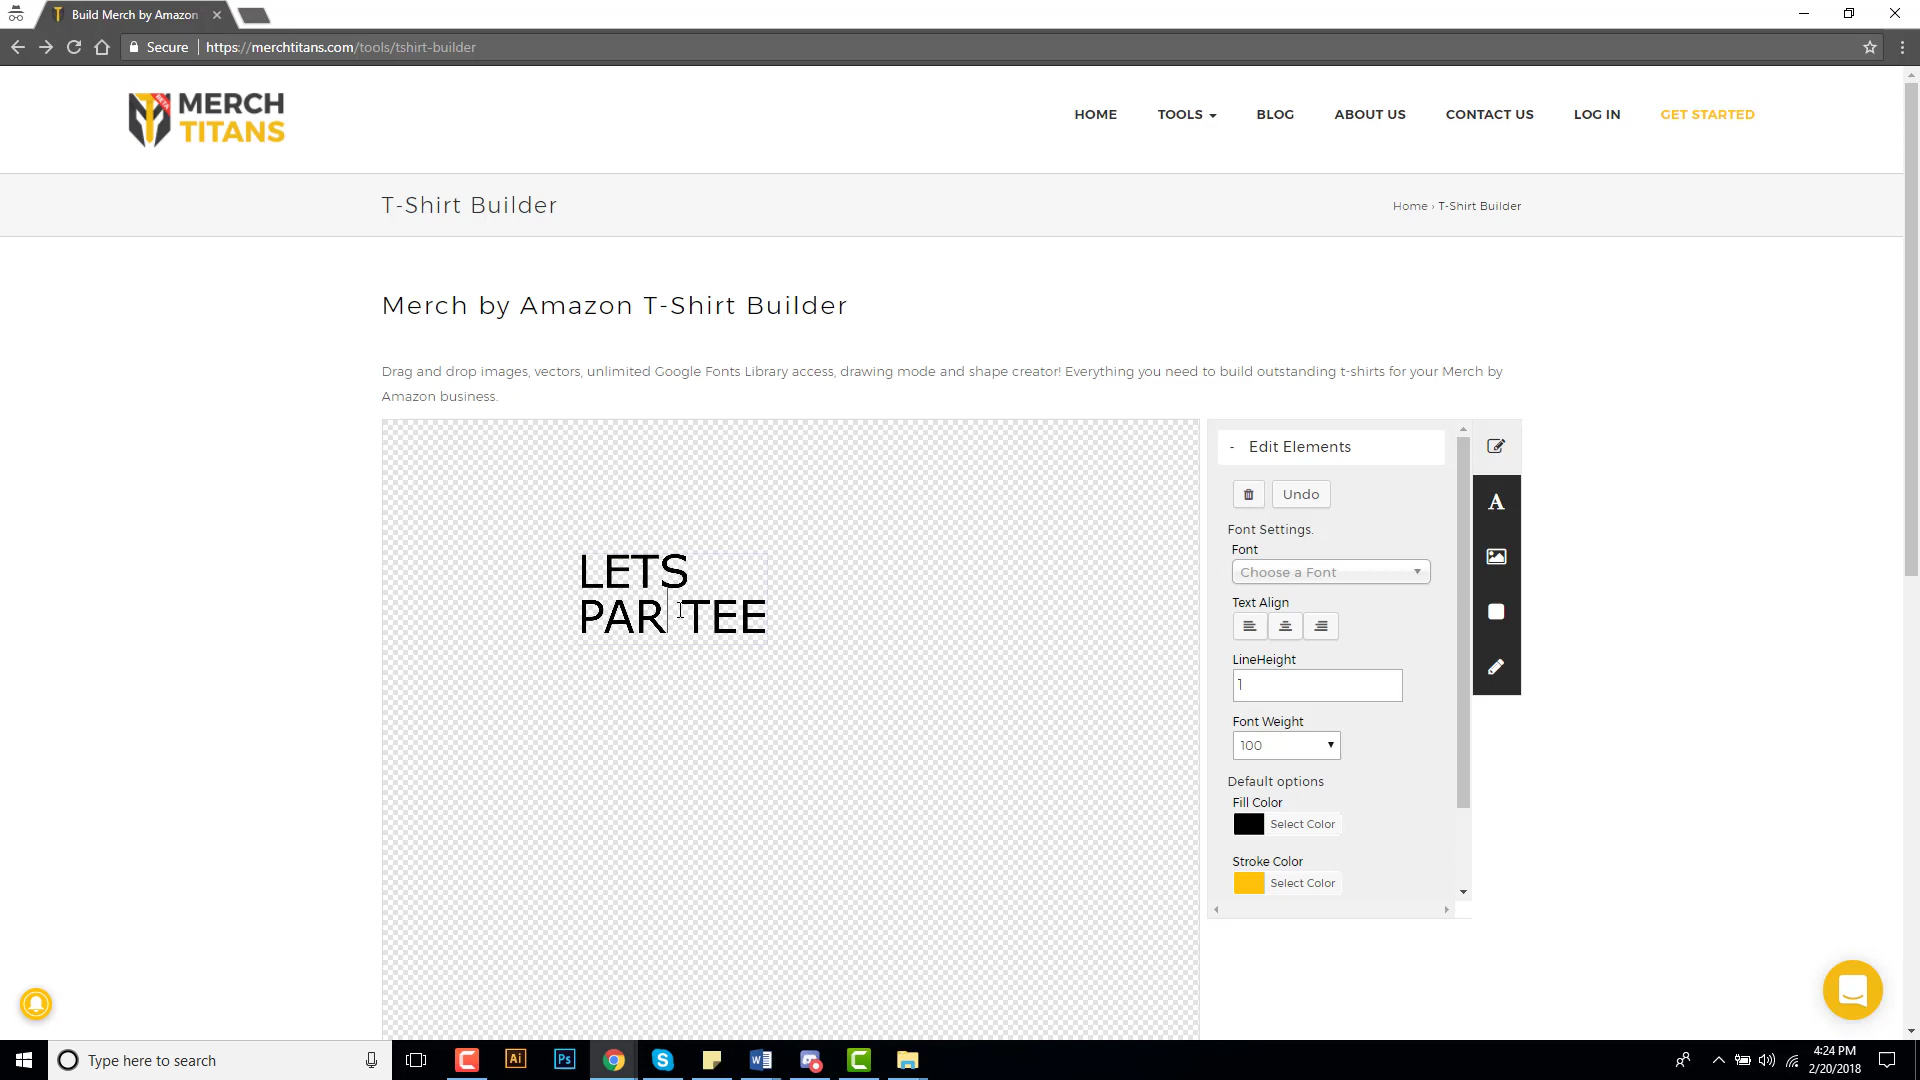 Build Merch by Amazon
Secure
https://merchtitans.com/tools/tshirt-builder
BETA
MERCH
TITANS
HOME
TOOLS
BLOG
ABOUT US
CONTACT US
LOG IN
GET STARTED
T-Shirt Builder
Home › T-Shirt Builder
Merch by Amazon T-Shirt Builder
Drag and drop images, vectors, unlimited Google Fonts Library access, drawing mode and shape creator! Everything you need to build outstanding t-shirts for your Merch by
Amazon business.
LETS
PAR TEE
- Edit Elements
Undo
Font Settings.
Font
Choose a Font
Text Align
LineHeight
1
Font Weight
100
Default options
Fill Color
Select Color
Stroke Color
Select Color
A
Type here to search
Ai
Ps
4:24 PM
2/20/2018